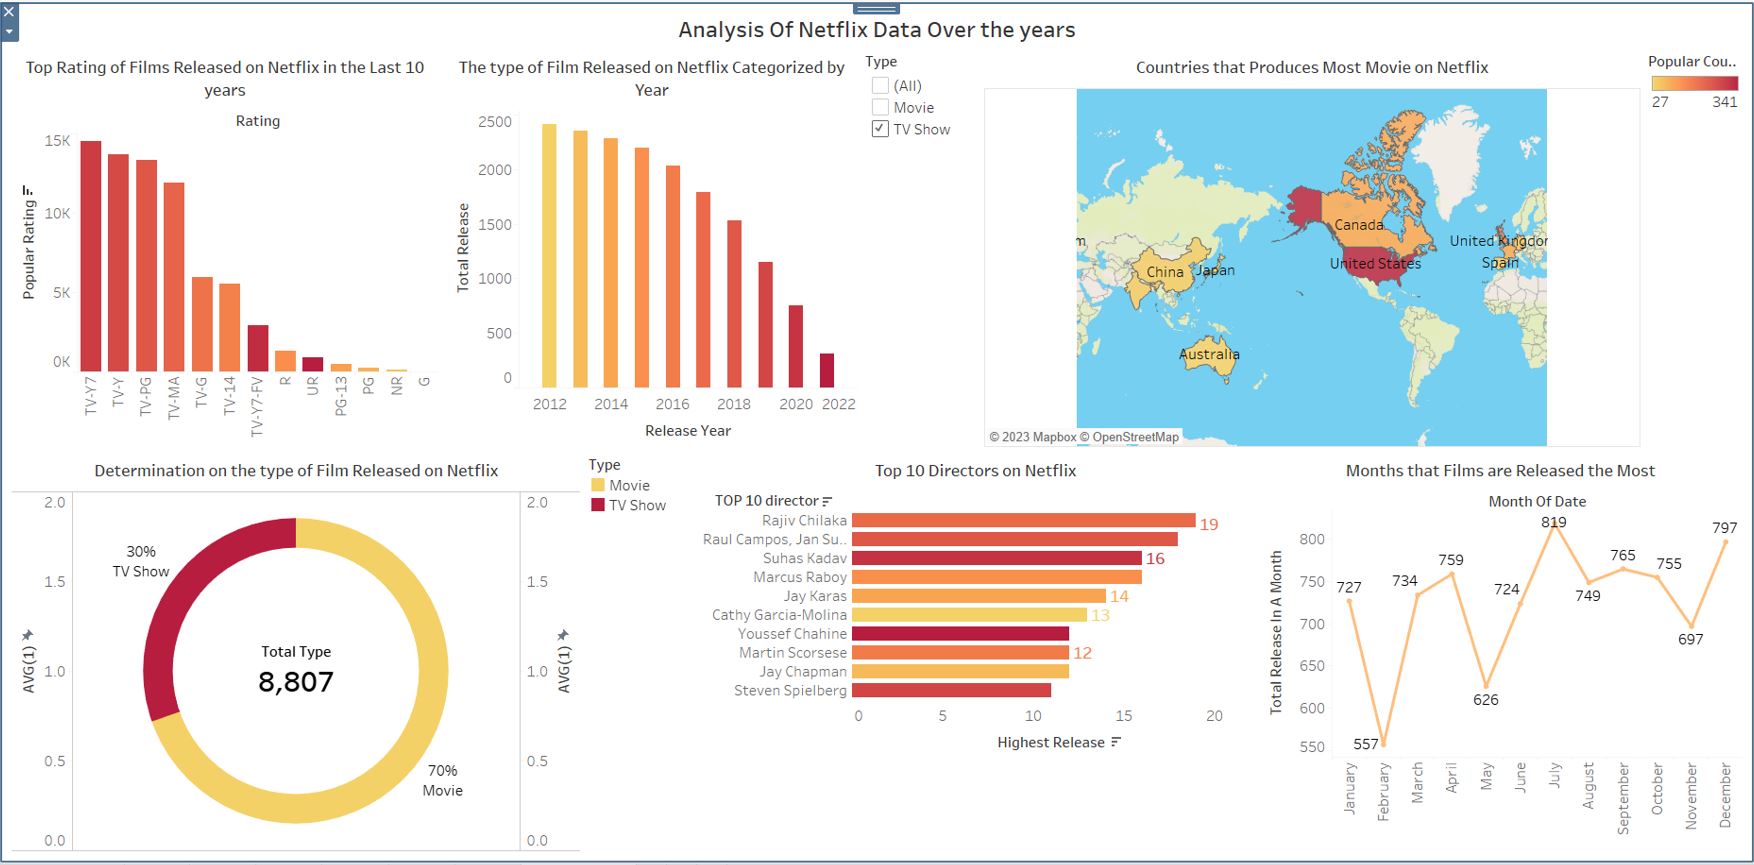 Analysis Of Netflix Data Over the years
Top Rating of Films Released on Netflix in the Last 10
years
Rating
Popular Rating
15K
10K
5K
0K
TV-Y7
TV-Y
TV-PG
TV-MA
TV-G
TV-14
TV-Y7-FV
R
UR
PG-13
PG
NR
G
The type of Film Released on Netflix Categorized by
Year
Total Release
2500
2000
1500
1000
500
0
2012
2014
2016
2018
2020
2022
Release Year
Type
(All)
Movie
TV Show
Countries that Produces Most Movie on Netflix
Canada
United States
China
Japan
Australia
United Kingdor
Spain
m
© 2023 Mapbox © OpenStreetMap
Popular Cou..
27 341
Determination on the type of Film Released on Netflix
AVG(1)
2.0
1.5
1.0
0.5
0.0
30%
TV Show
Total Type
8,807
70%
Movie
2.0
1.5
1.0
0.5
0.0
AVG(1)
Type
Movie
TV Show
Top 10 Directors on Netflix
TOP 10 director
Rajiv Chilaka 19
Raul Campos, Jan Su..
Suhas Kadav 16
Marcus Raboy
Jay Karas 14
Cathy Garcia-Molina 13
Youssef Chahine
Martin Scorsese 12
Jay Chapman
Steven Spielberg
0 5 10 15 20
Highest Release
Months that Films are Released the Most
Month Of Date
Total Release In A Month
800
750
700
650
600
550
727
557
734
759
626
724
819
749
765
755
697
797
January
February
March
April
May
June
July
August
September
October
November
December